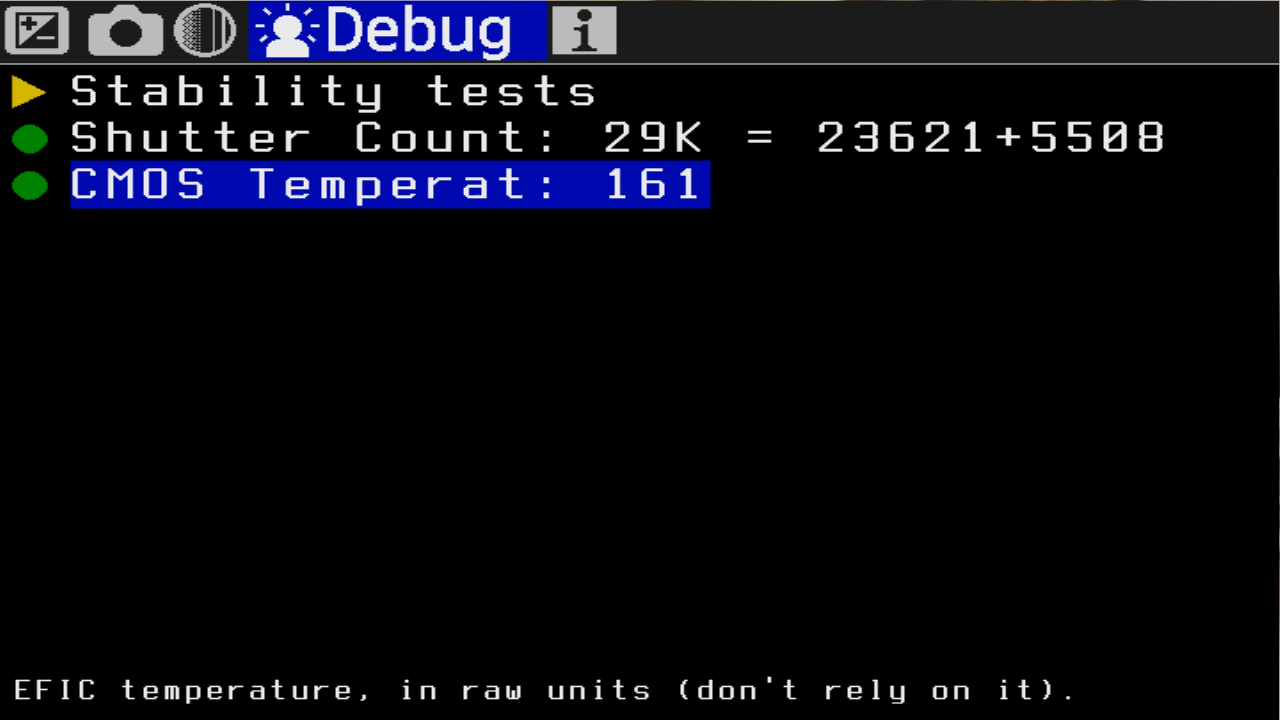 Debug
Stability tests
Shutter Count: 29K = 23621+5508
CMOS Temperat: 161
EFIC temperature, in raw units (don't rely on it).